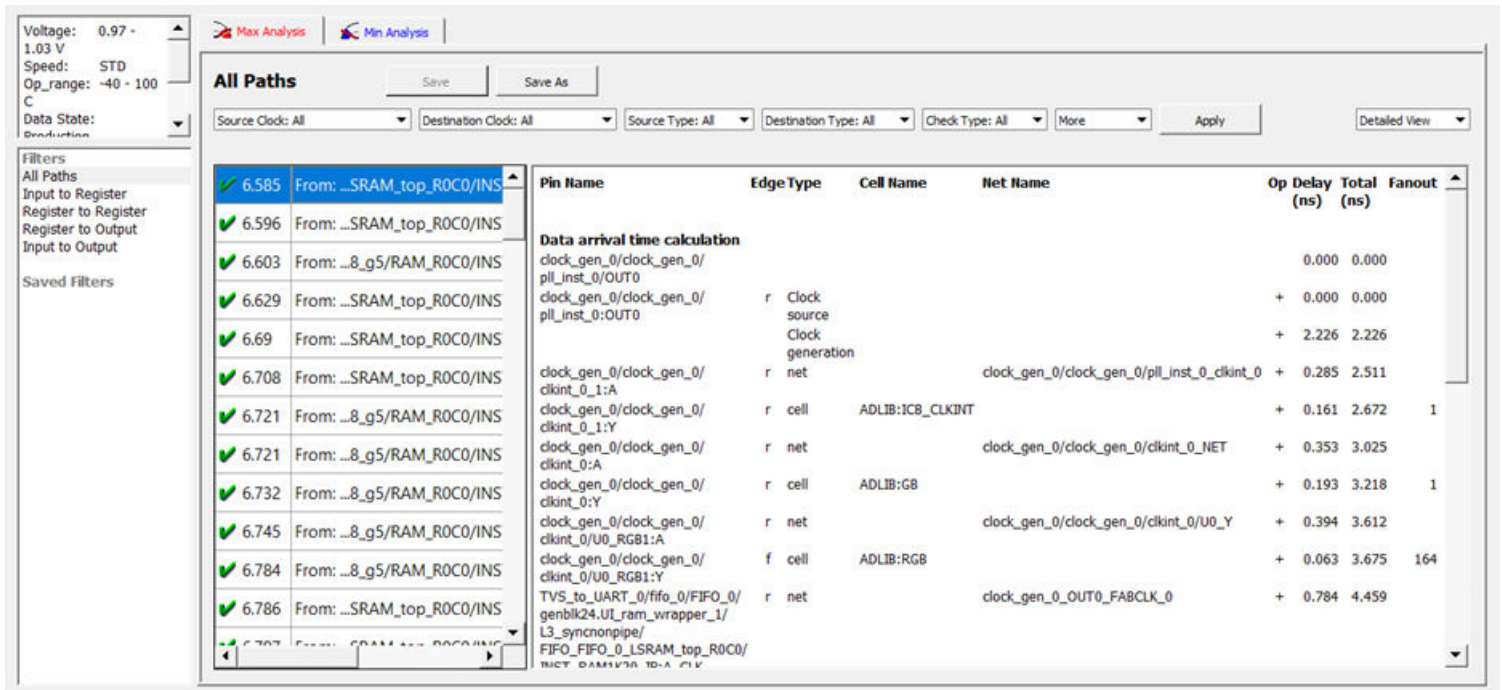 Voltage: 0.97 -
1.03 V
Speed: STD
Op_range: -40 - 100
C
Data State:
Production
Filters
All Paths
Input to Register
Register to Register
Register to Output
Input to Output
Saved Filters
Max Analysis Min Analysis
All Paths Save Save As
Source Clock: All Destination Clock: All Source Type: All Destination Type: All Check Type: All More Apply Detailed View
6.585 From: ...SRAM_top_R0C0/INS
6.596 From: ...SRAM_top_R0C0/INS
6.603 From: ...8_g5/RAM_R0C0/INS
6.629 From: ...SRAM_top_R0C0/INS
6.69 From: ...SRAM_top_R0C0/INS
6.708 From: ...SRAM_top_R0C0/INS
6.721 From: ...8_g5/RAM_R0C0/INS
6.721 From: ...8_g5/RAM_R0C0/INS
6.732 From: ...8_g5/RAM_R0C0/INS
6.745 From: ...8_g5/RAM_R0C0/INS
6.784 From: ...8_g5/RAM_R0C0/INS
6.786 From: ...SRAM_top_R0C0/INS
Pin Name Edge Type Cell Name Net Name Op Delay Total Fanout
(ns) (ns)
Data arrival time calculation
clock_gen_0/clock_gen_0/ 0.000 0.000
pll_inst_0/OUT0
clock_gen_0/clock_gen_0/ r Clock + 0.000 0.000
pll_inst_0:OUT0 source
Clock + 2.226 2.226
generation
clock_gen_0/clock_gen_0/ r net clock_gen_0/clock_gen_0/pll_inst_0_clkint_0 + 0.285 2.511
clkint_0_1:A
clock_gen_0/clock_gen_0/ r cell ADLIB:ICB_CLKINT + 0.161 2.672 1
clkint_0_1:Y
clock_gen_0/clock_gen_0/ r net clock_gen_0/clock_gen_0/clkint_0_NET + 0.353 3.025
clkint_0:A
clock_gen_0/clock_gen_0/ r cell ADLIB:GB + 0.193 3.218 1
clkint_0:Y
clock_gen_0/clock_gen_0/ r net clock_gen_0/clock_gen_0/clkint_0/U0_Y + 0.394 3.612
clkint_0/U0_RGB1:A
clock_gen_0/clock_gen_0/ f cell ADLIB:RGB + 0.063 3.675 164
clkint_0/U0_RGB1:Y
TVS_to_UART_0/fifo_0/FIFO_0/ r net clock_gen_0_OUT0_FABCLK_0 + 0.784 4.459
genblk24.UI_ram_wrapper_1/
L3_syncnonpipe/
FIFO_FIFO_0_LSRAM_top_R0C0/